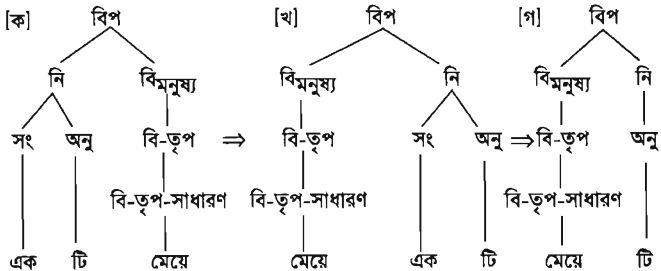 [ক] বিপ [খ] বিপ [গ] বিপ
নি বিমনুষ্য বিমনুষ্য নি বিমনুষ্য নি
সং অনু বি-তৃপ ⇒ বি-তৃপ সং অনু ⇒ বি-তৃপ অনু
বি-তৃপ-সাধারণ বি-তৃপ-সাধারণ বি-তৃপ-সাধারণ
এক টি মেয়ে মেয়ে এক টি মেয়ে টি